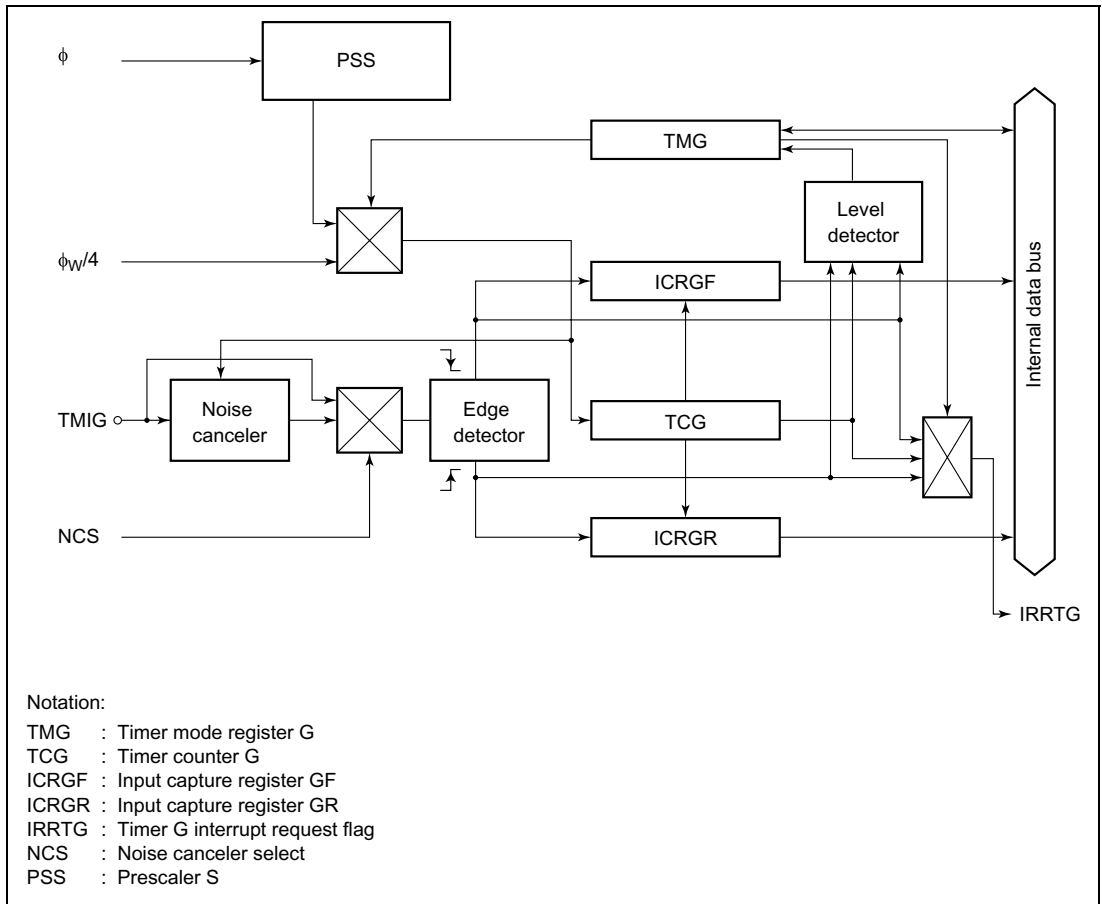 ϕ
PSS
TMG
Level
detector
ϕW/4
ICRGF
Internal data bus
TMIG
Noise
canceler
Edge
detector
TCG
NCS
ICRGR
IRRTG
Notation:
TMG : Timer mode register G
TCG : Timer counter G
ICRGF : Input capture register GF
ICRGR : Input capture register GR
IRRTG : Timer G interrupt request flag
NCS : Noise canceler select
PSS : Prescaler S